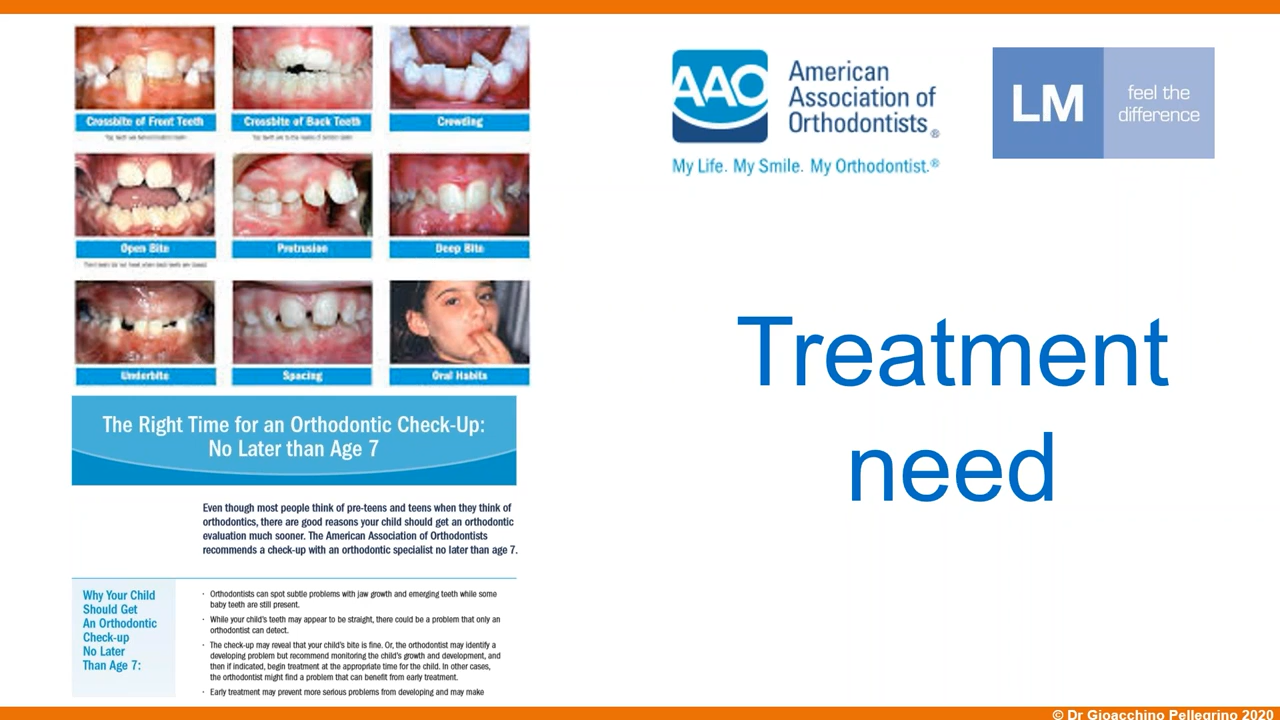 Crossbite of Front Teeth
Crossbite of Back Teeth
Crowding
Open Bite
Protrusion
Deep Bite
Underbite
Spacing
Oral Habits
The Right Time for an Orthodontic Check-Up:
No Later than Age 7
Even though most people think of pre-teens and teens when they think of
orthodontics, there are good reasons your child should get an orthodontic
evaluation much sooner. The American Association of Orthodontists
recommends a check-up with an orthodontic specialist no later than age 7.
Why Your Child
Should Get
An Orthodontic
Check-up
No Later
Than Age 7:
· Orthodontists can spot subtle problems with jaw growth and emerging teeth while some
baby teeth are still present.
· While your child's teeth may appear to be straight, there could be a problem that only an
orthodontist can detect.
· The check-up may reveal that your child's bite is fine. Or, the orthodontist may identify a
developing problem but recommend monitoring the child's growth and development, and
then if indicated, begin treatment at the appropriate time for the child. In other cases,
the orthodontist might find a problem that can benefit from early treatment.
· Early treatment may prevent more serious problems from developing and may make
AAO
American
Association of
Orthodontists®
My Life. My Smile. My Orthodontist.®
LM
feel the
difference
Treatment
need
© Dr Gioacchino Pellegrino 2020